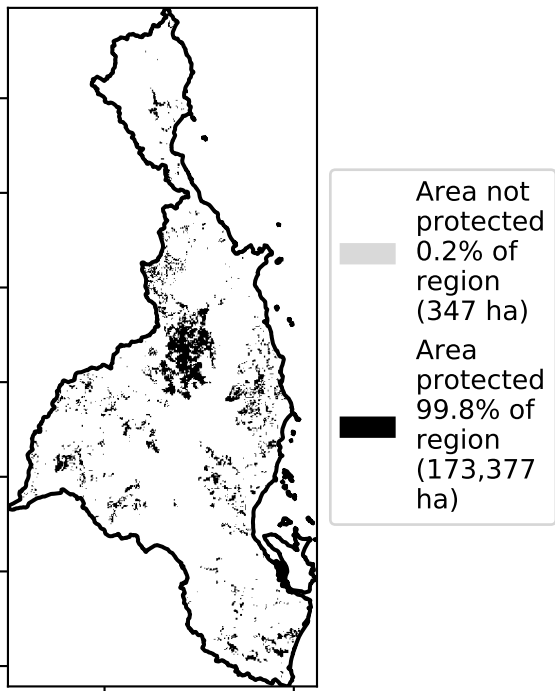 Area not
protected
0.2% of
region
(347 ha)
Area
protected
99.8% of
region
(173,377
ha)